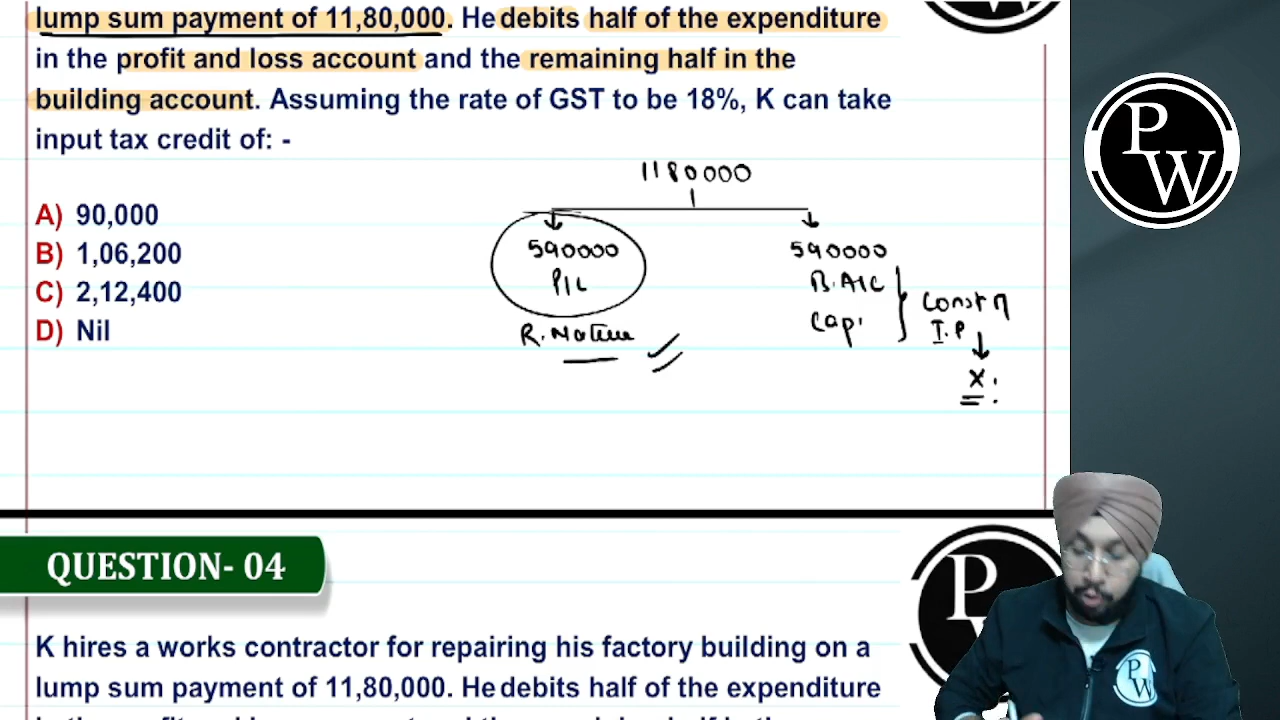 lump sum payment of 11,80,000. He debits half of the expenditure
in the profit and loss account and the remaining half in the
building account. Assuming the rate of GST to be 18%, K can take
input tax credit of: -
A) 90,000
B) 1,06,200
C) 2,12,400
D) Nil
1180000
590000
P/L
R. Nature
590000
B. A/C
Cap.
Constn
I.P
X
P
W
QUESTION- 04
P
W
K hires a works contractor for repairing his factory building on a
lump sum payment of 11,80,000. He debits half of the expenditure
P
W